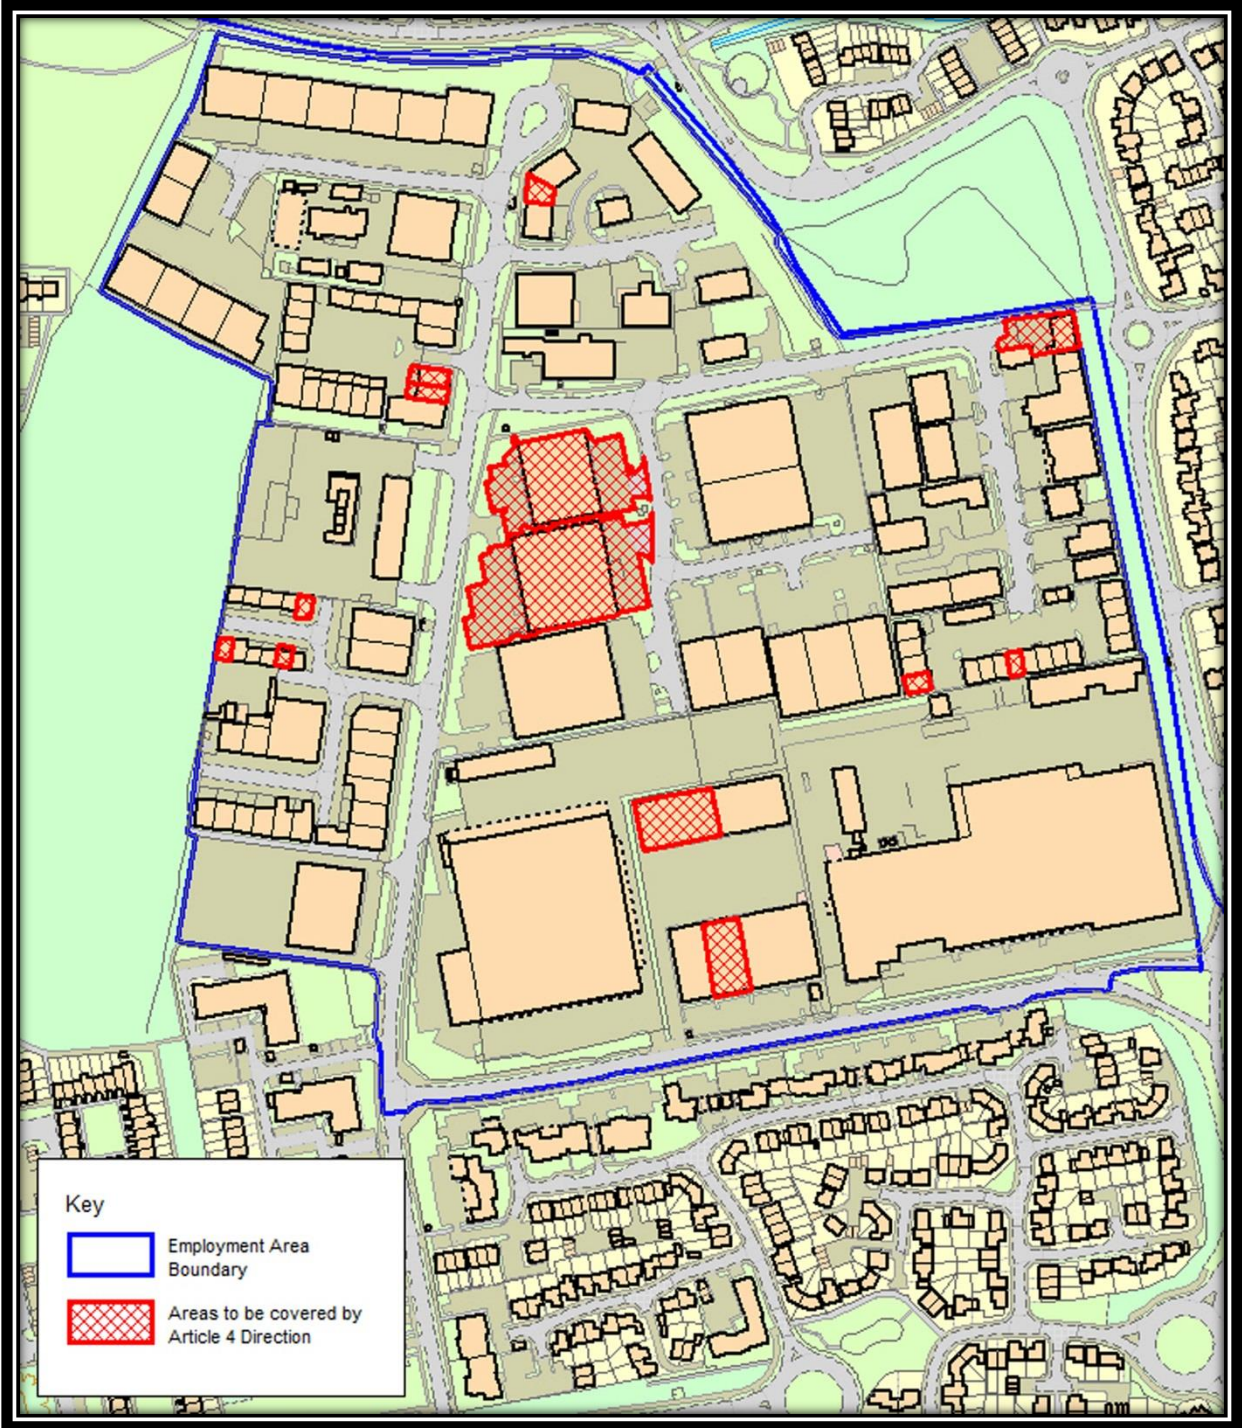 Key
Employment Area
Boundary
Areas to be covered by
Article 4 Direction